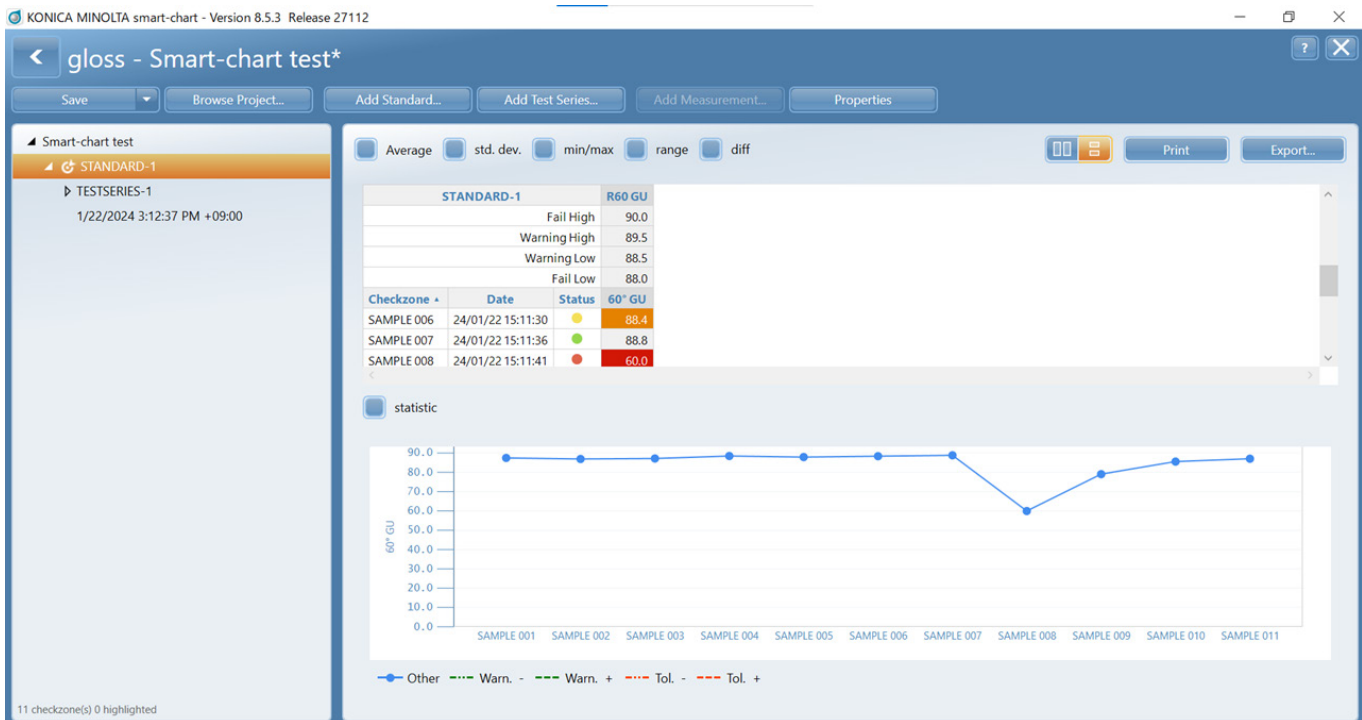 KONICA MINOLTA smart-chart - Version 8.5.3 Release 27112
gloss - Smart-chart test*
?
Save Browse Project... Add Standard... Add Test Series... Add Measurement... Properties
Smart-chart test
STANDARD-1
TESTSERIES-1
1/22/2024 3:12:37 PM +09:00
11 checkzone(s) 0 highlighted
Average std. dev. min/max range diff Print Export...
STANDARD-1 R60 GU
Fail High 90.0
Warning High 89.5
Warning Low 88.5
Fail Low 88.0
Checkzone Date Status 60° GU
SAMPLE 006 24/01/22 15:11:30 88.4
SAMPLE 007 24/01/22 15:11:36 88.8
SAMPLE 008 24/01/22 15:11:41 60.0
statistic
90.0
80.0
70.0
60.0
50.0
40.0
30.0
20.0
10.0
0.0
60° GU
SAMPLE 001 SAMPLE 002 SAMPLE 003 SAMPLE 004 SAMPLE 005 SAMPLE 006 SAMPLE 007 SAMPLE 008 SAMPLE 009 SAMPLE 010 SAMPLE 011
Other Warn. - Warn. + Tol. - Tol. +